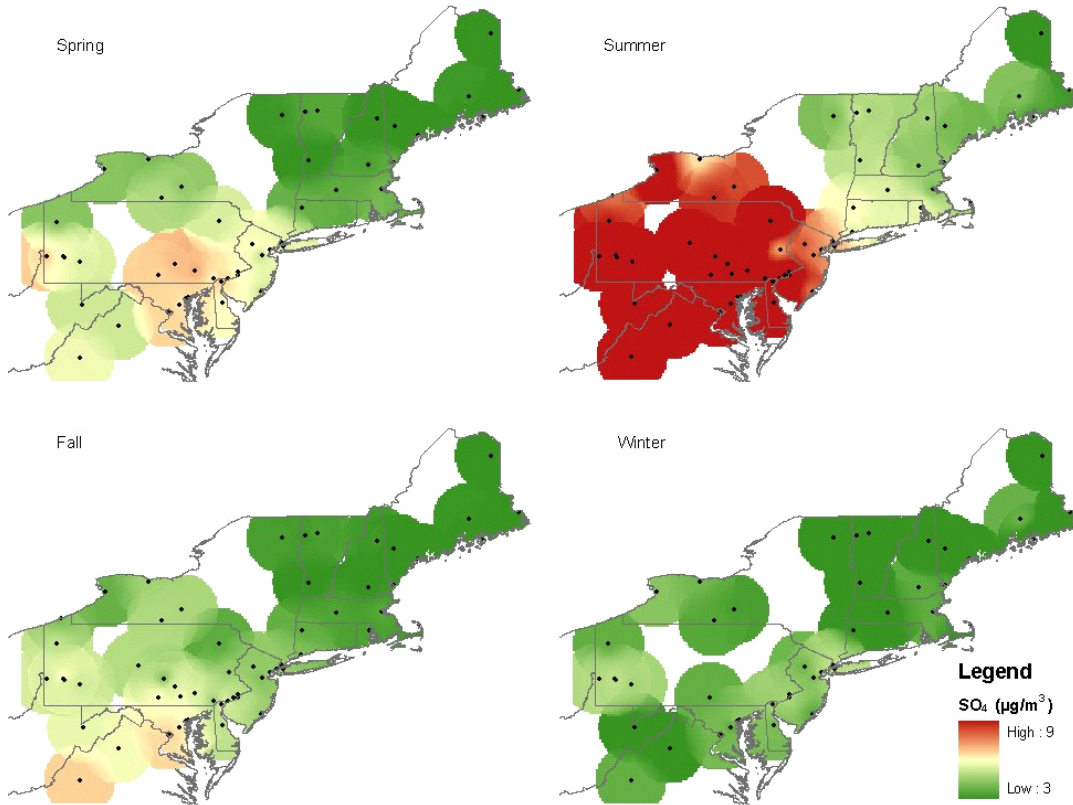 Spring
Summer
Fall
Winter
Legend
SO₄ (µg/m³)
High : 9
Low : 3